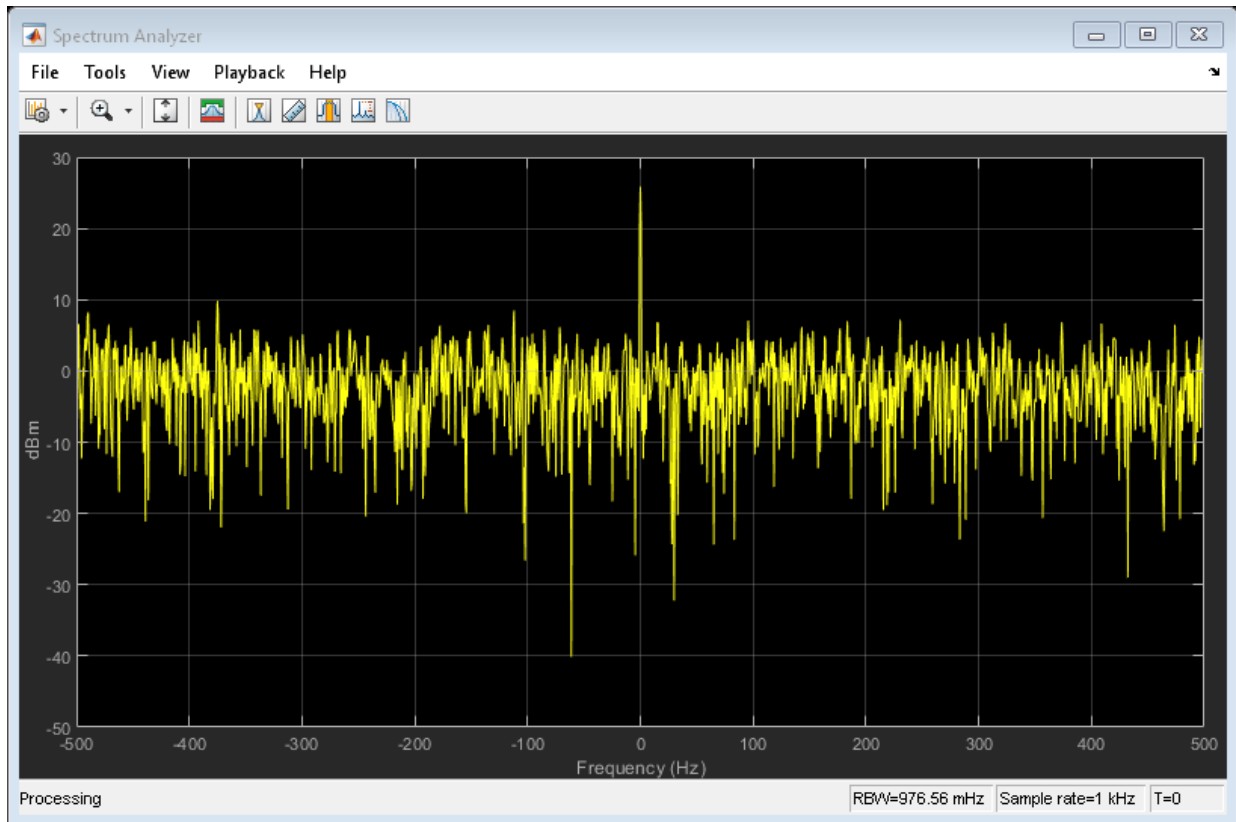 Spectrum Analyzer
File Tools View Playback Help
30
20
10
0
-10
-20
-30
-40
-50
dBm
-500 -400 -300 -200 -100 0 100 200 300 400 500
Frequency (Hz)
Processing RBW=976.56 mHz Sample rate=1 kHz T=0